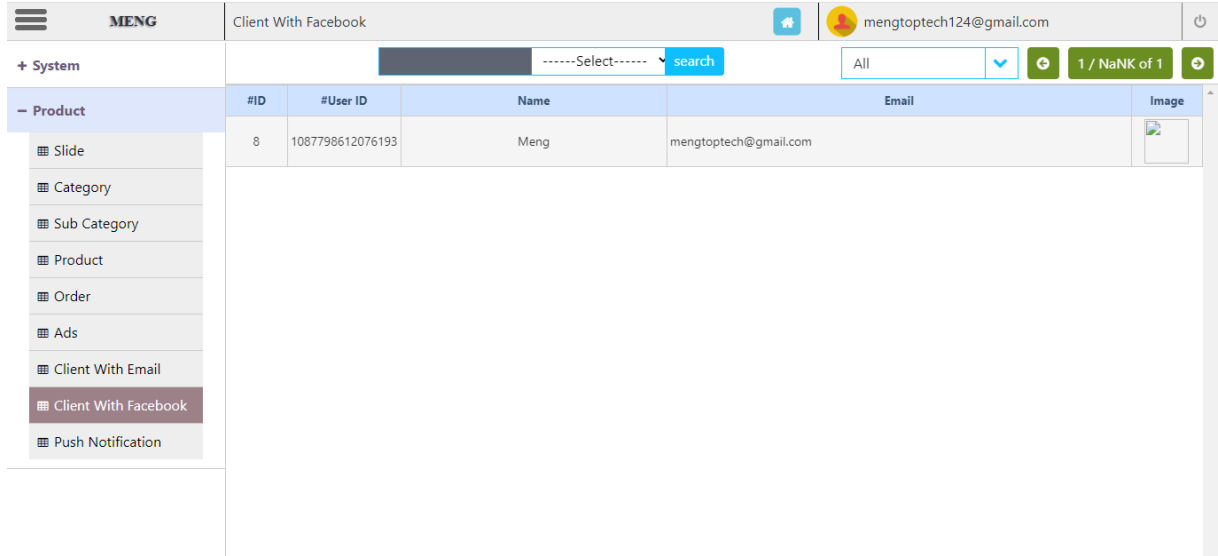 MENG
Client With Facebook
mengtoptech124@gmail.com
+ System
------Select------
search
All
1 / NaNK of 1
− Product
#ID #User ID Name Email Image
8 1087798612076193 Meng mengtoptech@gmail.com
Slide
Category
Sub Category
Product
Order
Ads
Client With Email
Client With Facebook
Push Notification